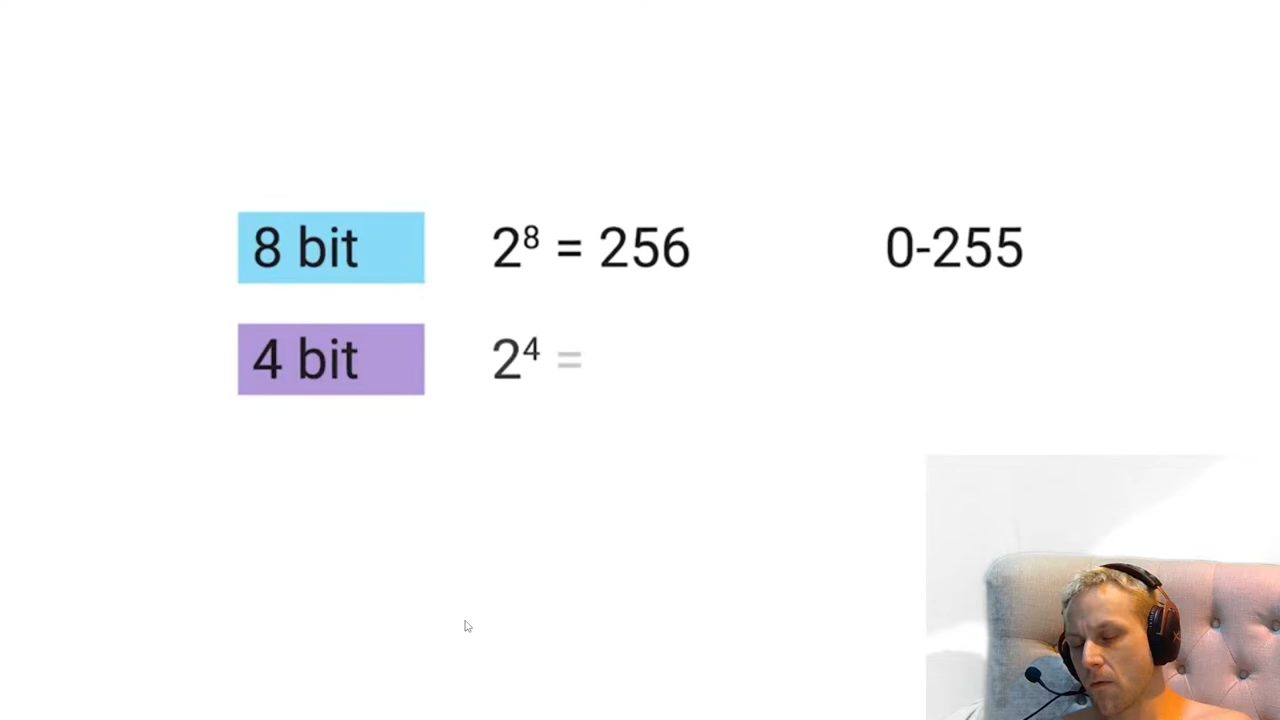 8 bit 2⁸ = 256 0-255
4 bit 2⁴ =